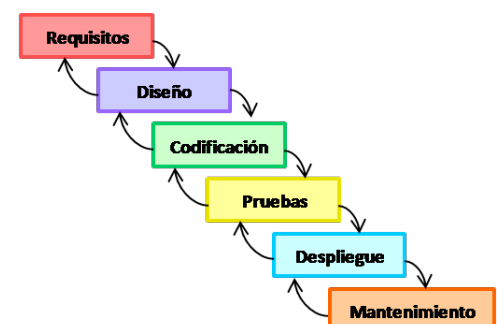 Requisitos
Diseño
Codificación
Pruebas
Despliegue
Mantenimiento